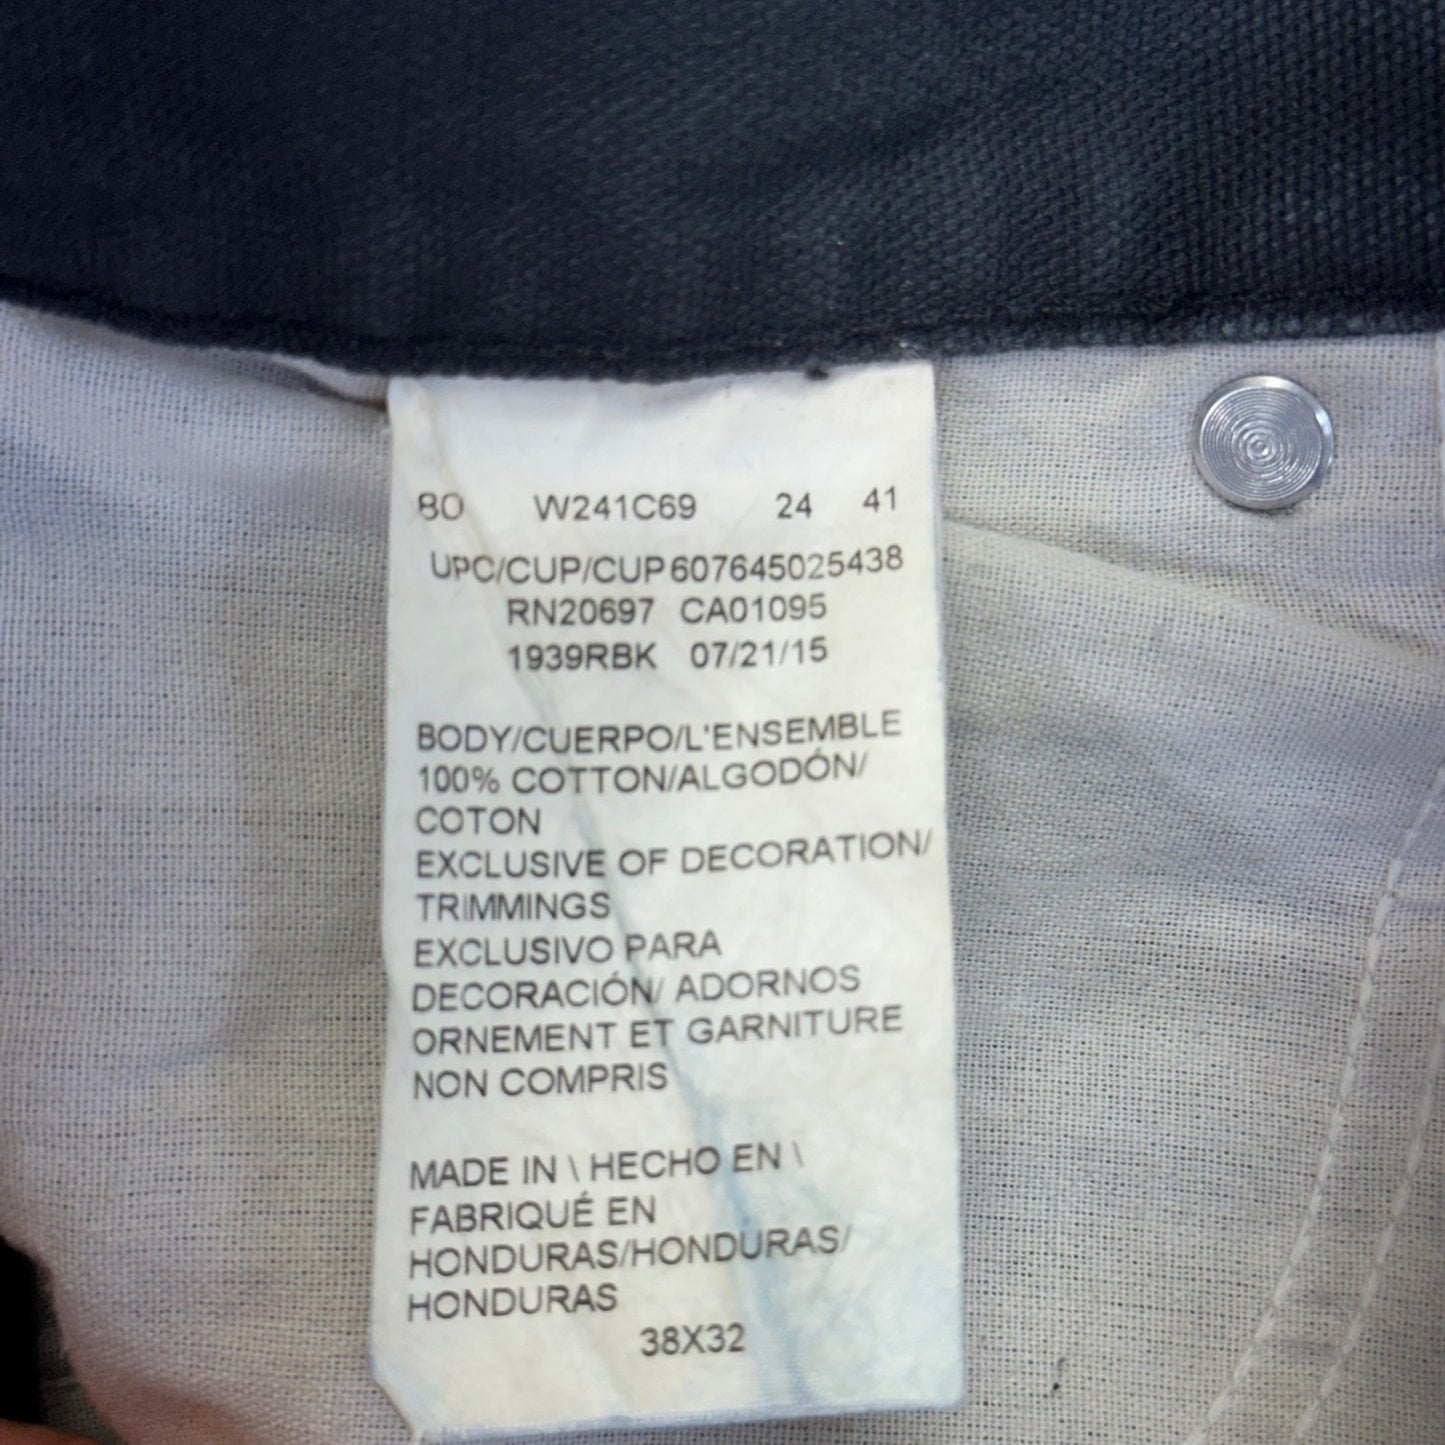 80 W241C69 24 41
UPC/CUP/CUP607645025438
RN20697 CA01095
1939RBK 07/21/15
BODY/CUERPO/L'ENSEMBLE
100% COTTON/ALGODÓN/
COTON
EXCLUSIVE OF DECORATION/
TRIMMINGS
EXCLUSIVO PARA
DECORACIÓN/ ADORNOS
ORNEMENT ET GARNITURE
NON COMPRIS
MADE IN \ HECHO EN \
FABRIQUÉ EN
HONDURAS/HONDURAS/
HONDURAS
38X32